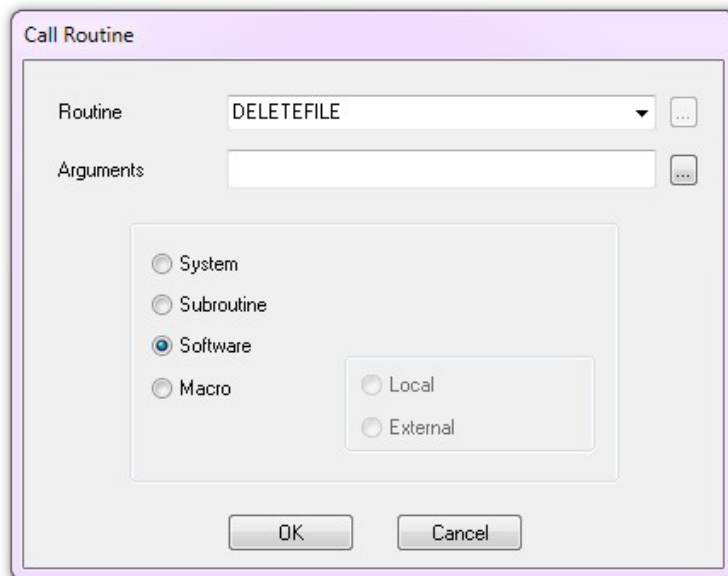 Call Routine
Routine DELETEFILE ...
Arguments ...
System
Subroutine
Software
Macro
Local
External
OK Cancel